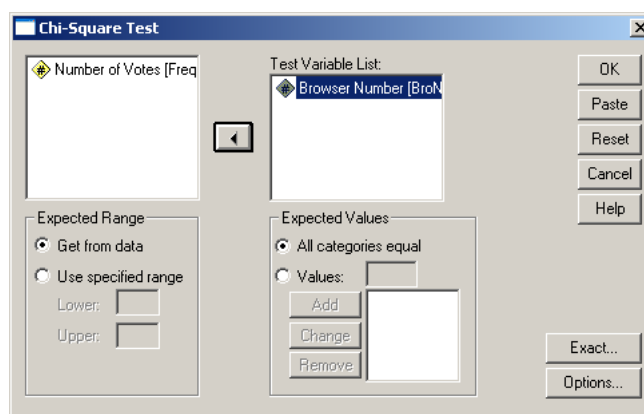 Chi-Square Test
Number of Votes [Freq
Test Variable List:
Browser Number [BroN
OK
Paste
Reset
Cancel
Help
Expected Range
Get from data
Use specified range
Lower:
Upper:
Expected Values
All categories equal
Values:
Add
Change
Remove
Exact...
Options...